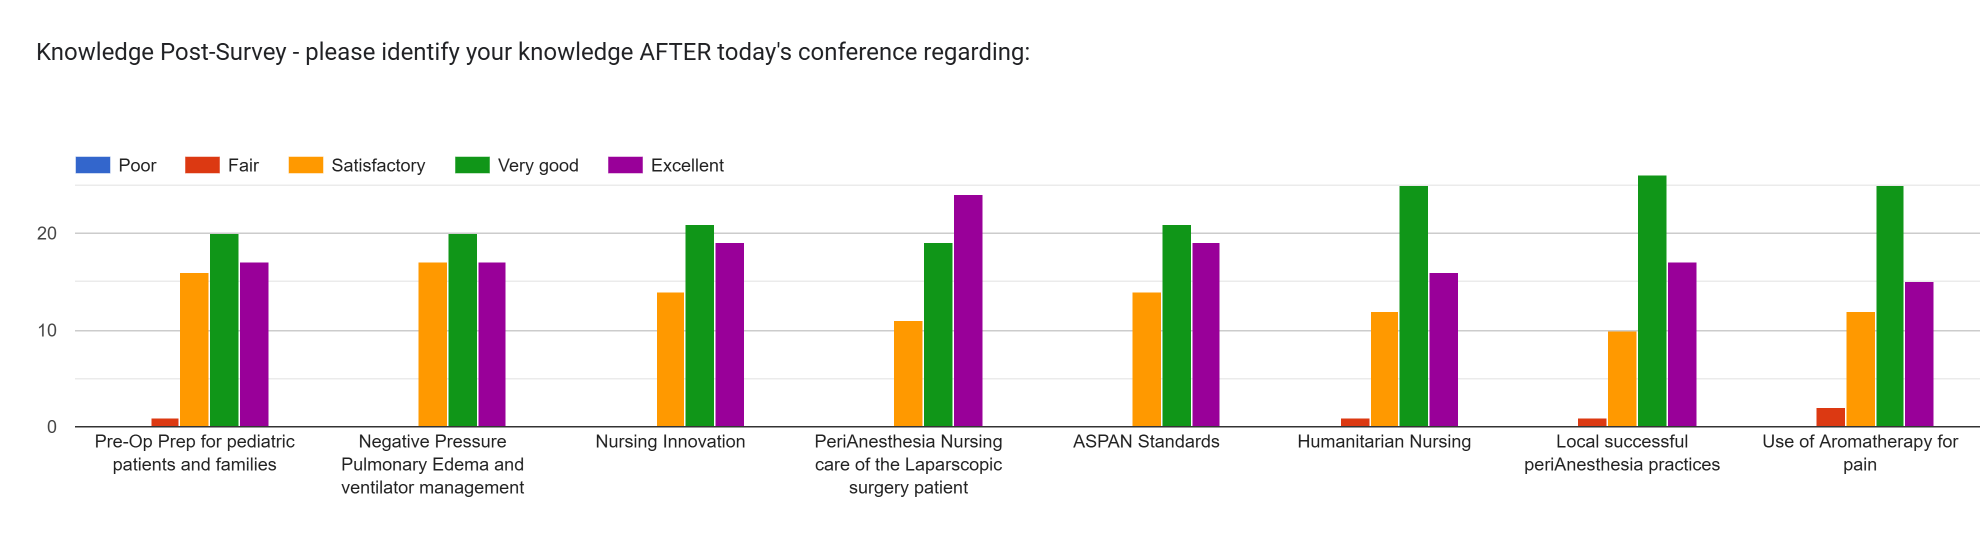 Knowledge Post-Survey - please identify your knowledge AFTER today's conference regarding:
Poor
Fair
Satisfactory
Very good
Excellent
20
10
0
Pre-Op Prep for pediatric
patients and families
Negative Pressure
Pulmonary Edema and
ventilator management
Nursing Innovation
PeriAnesthesia Nursing
care of the Laparscopic
surgery patient
ASPAN Standards
Humanitarian Nursing
Local successful
periAnesthesia practices
Use of Aromatherapy for
pain